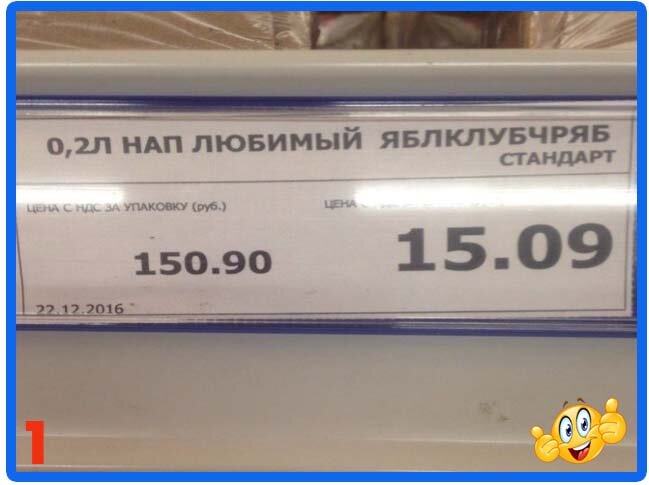 0,2Л НАП ЛЮБИМЫЙ ЯБЛКЛУБЧРЯБ
СТАНДАРТ
ЦЕНА С НДС ЗА УПАКОВКУ (руб.)
ЦЕНА
150.90
15.09
22.12.2016
1